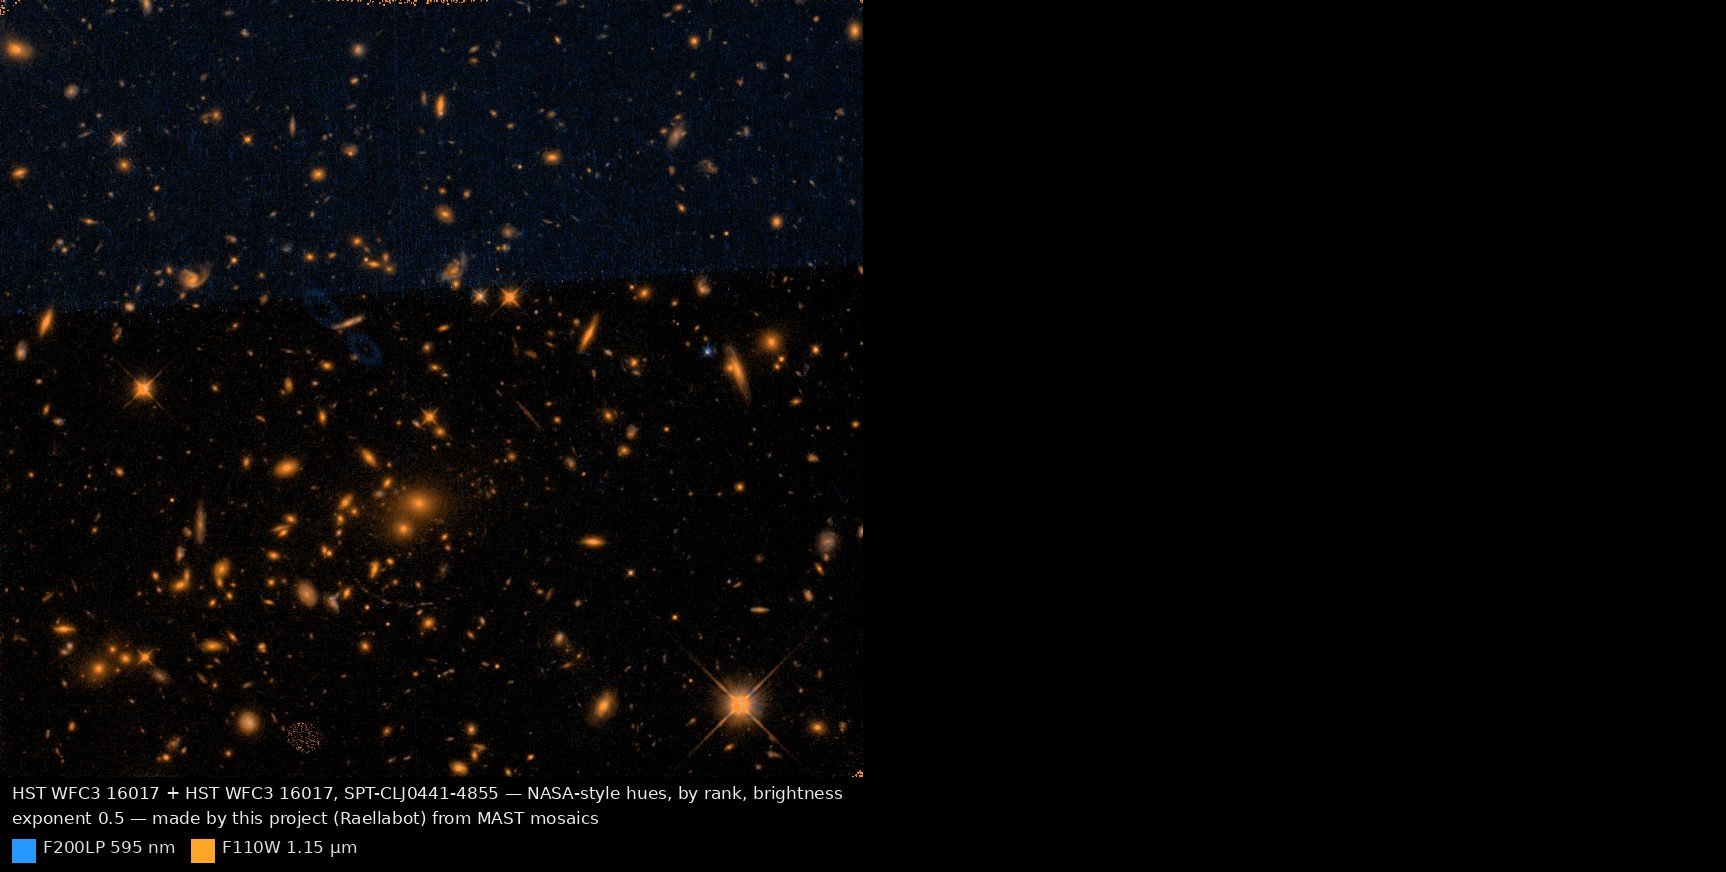 HST WFC3 16017 + HST WFC3 16017, SPT-CLJ0441-4855 — NASA-style hues, by rank, brightness
exponent 0.5 — made by this project (Raellabot) from MAST mosaics
F200LP 595 nm F110W 1.15 µm